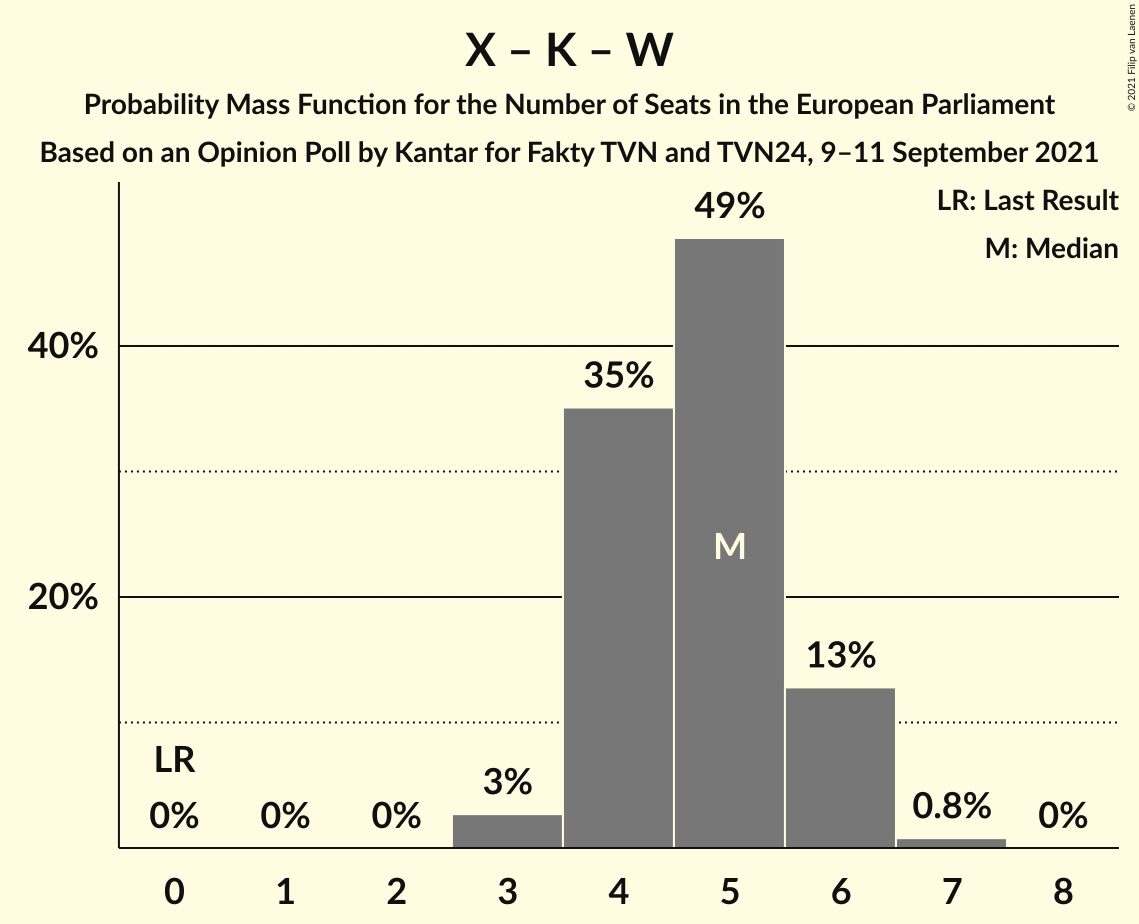 X – K – W
Probability Mass Function for the Number of Seats in the European Parliament
Based on an Opinion Poll by Kantar for Fakty TVN and TVN24, 9–11 September 2021
© 2021 Filip van Laenen
LR: Last Result
M: Median
49%
40%
35%
M
20%
13%
LR
0%
0%
0%
3%
0.8%
0%
0 1 2 3 4 5 6 7 8